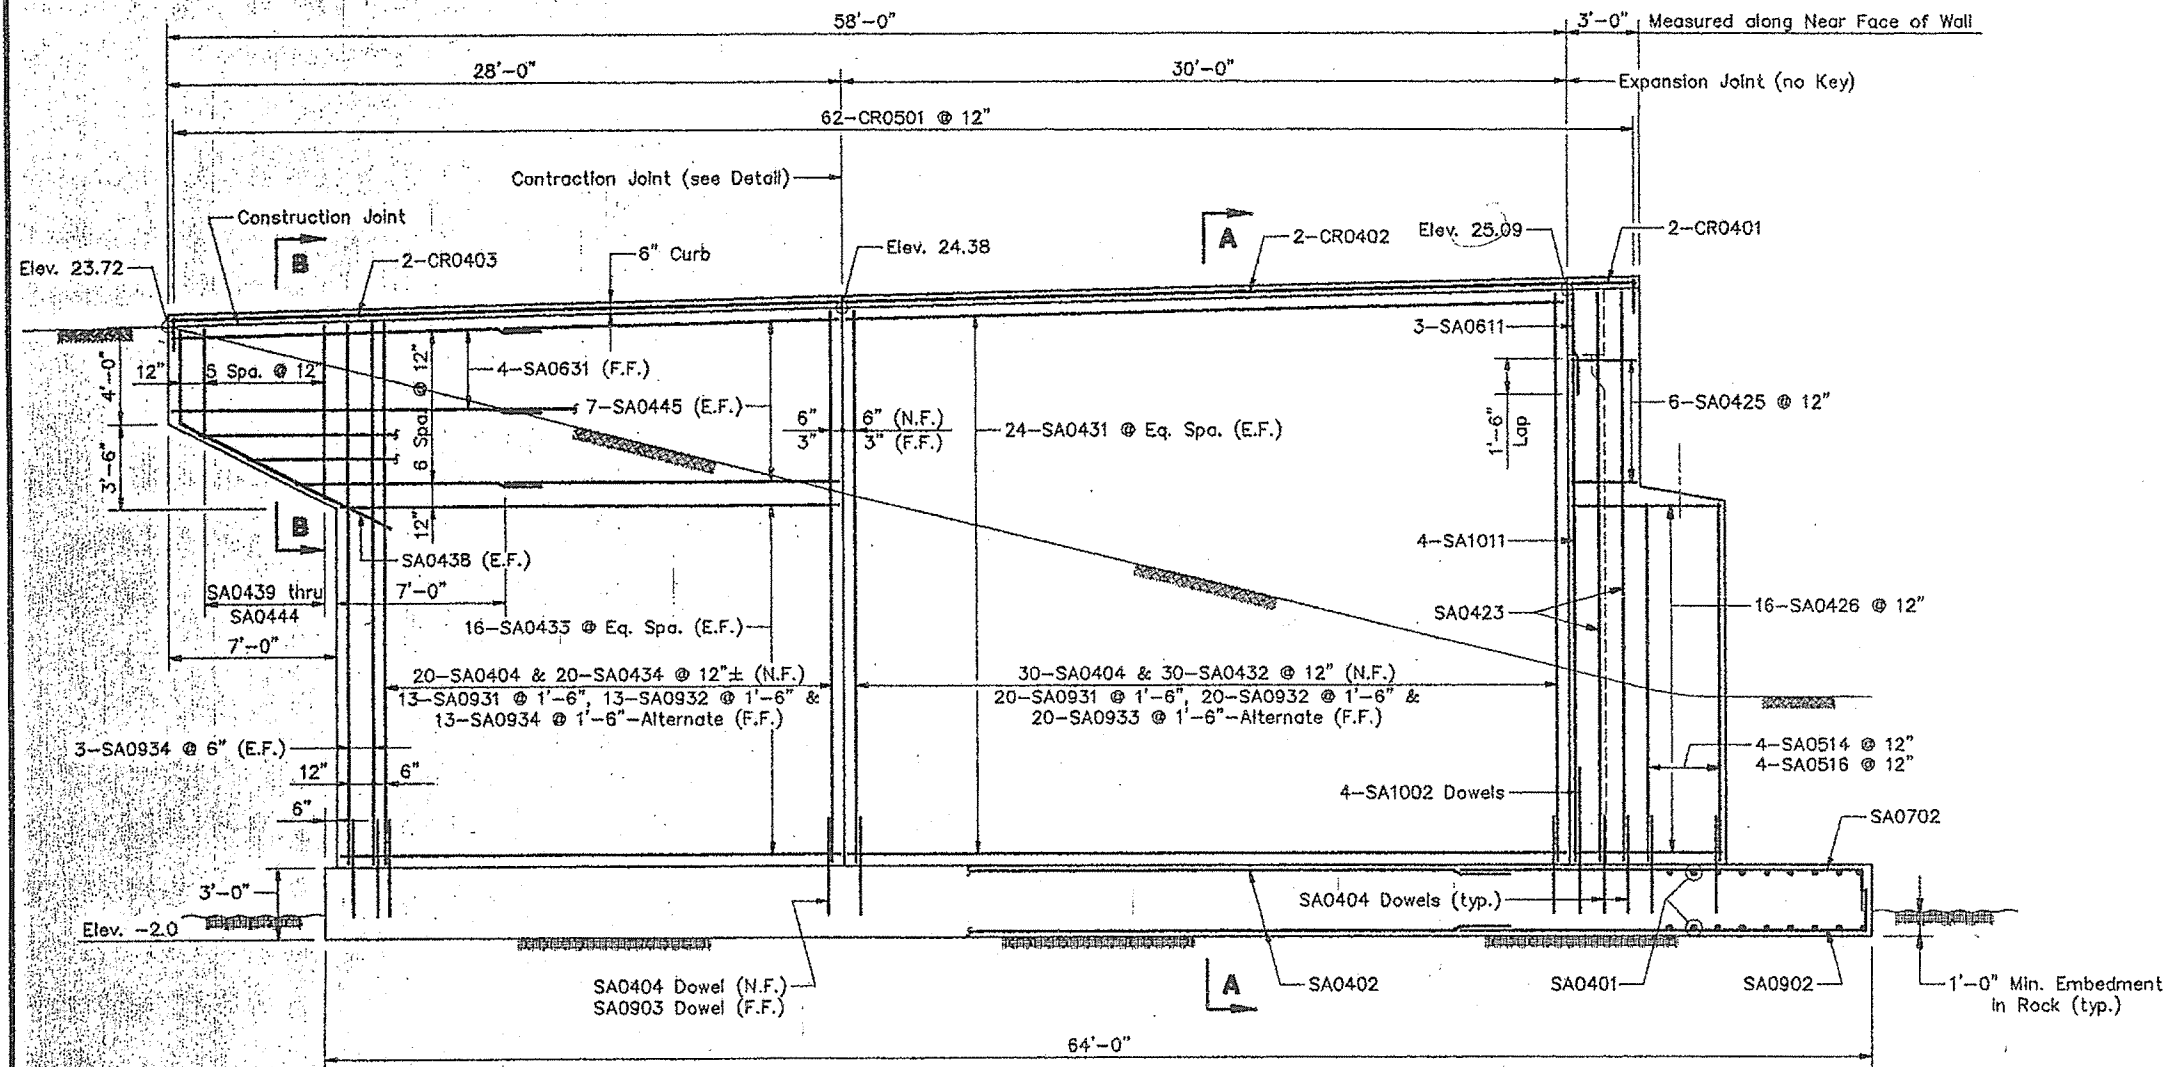 58'-0"
3'-0" Measured along Near Face of Wall
28'-0"
30'-0"
Expansion Joint (no Key)
62-CR0501 @ 12"
Contraction Joint (see Detail)
Construction Joint
B
2-CR0403
6" Curb
Elev. 24.38
A
2-CR0402
Elev. 25.09
2-CR0401
Elev. 23.72
3-SA0611
12"
5 Spa. @ 12"
4'-0"
6 Spa. @ 12"
4-SA0631 (F.F.)
7-SA0445 (E.F.)
6"
3"
6" (N.F.)
3" (F.F.)
24-SA0431 @ Eq. Spa. (E.F.)
1'-6"
Lap
6-SA0425 @ 12"
3'-6"
B
12"
SA0438 (E.F.)
4-SA1011
SA0439 thru
SA0444
7'-0"
SA0423
16-SA0426 @ 12"
16-SA0433 @ Eq. Spa. (E.F.)
7'-0"
20-SA0404 & 20-SA0434 @ 12"± (N.F.)
13-SA0931 @ 1'-6", 13-SA0932 @ 1'-6" &
13-SA0934 @ 1'-6"-Alternate (F.F.)
30-SA0404 & 30-SA0432 @ 12" (N.F.)
20-SA0931 @ 1'-6", 20-SA0932 @ 1'-6" &
20-SA0933 @ 1'-6"-Alternate (F.F.)
3-SA0934 @ 6" (E.F.)
12"
6"
6"
4-SA0514 @ 12"
4-SA0516 @ 12"
4-SA1002 Dowels
SA0702
3'-0"
SA0404 Dowels (typ.)
Elev. -2.0
SA0404 Dowel (N.F.)
SA0903 Dowel (F.F.)
A
SA0402
SA0401
SA0902
1'-0" Min. Embedment
in Rock (typ.)
64'-0"